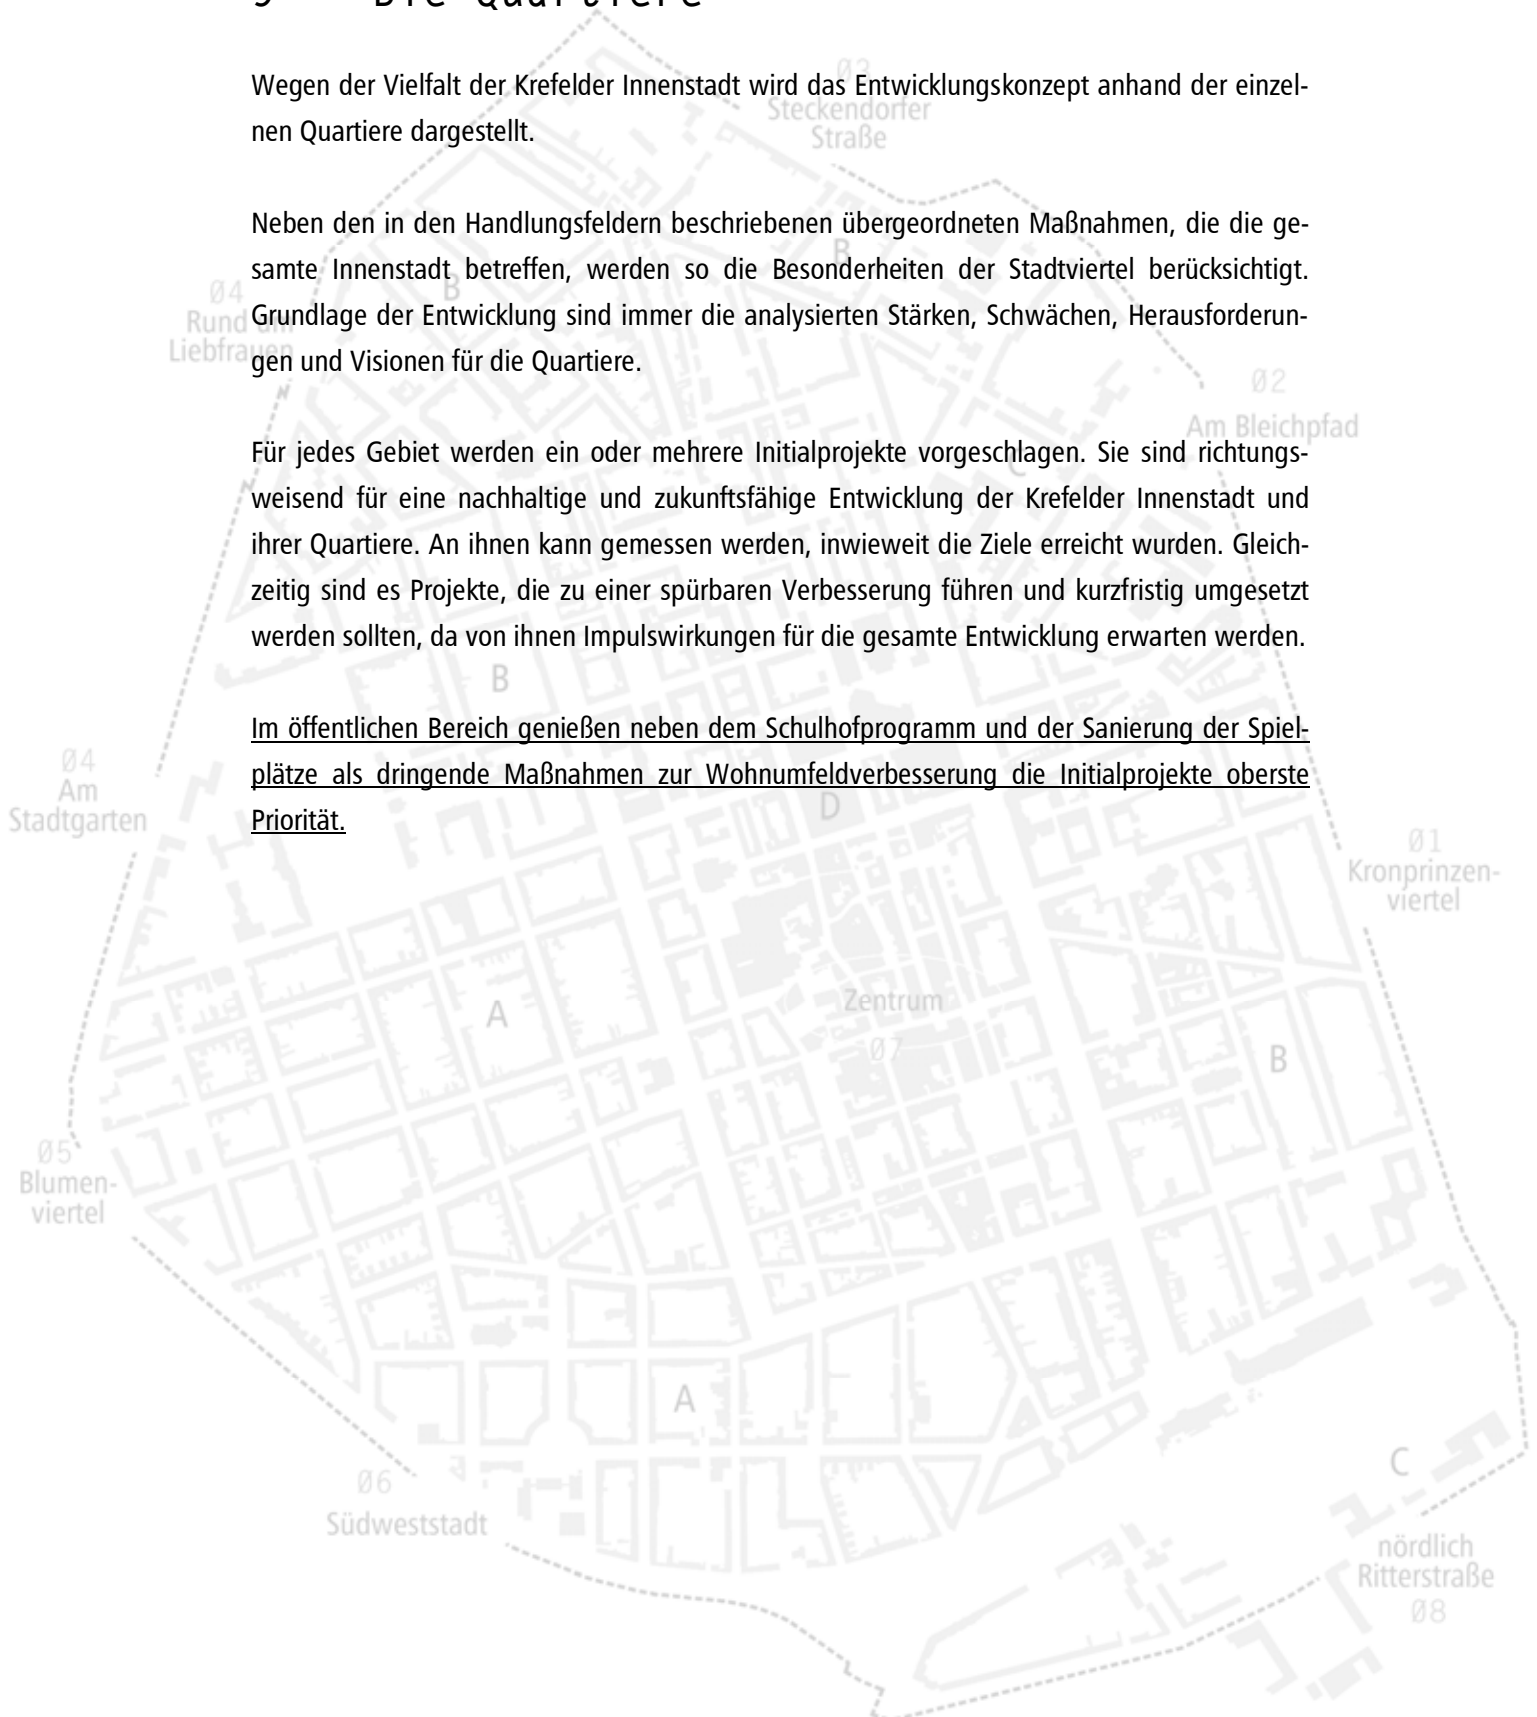 Die Quartiere
Wegen der Vielfalt der Krefelder Innenstadt wird das Entwicklungskonzept anhand der einzel-
nen Quartiere dargestellt.
Neben den in den Handlungsfeldern beschriebenen übergeordneten Maßnahmen, die die ge-
samte Innenstadt betreffen, werden so die Besonderheiten der Stadtviertel berücksichtigt.
Grundlage der Entwicklung sind immer die analysierten Stärken, Schwächen, Herausforderun-
gen und Visionen für die Quartiere.
Für jedes Gebiet werden ein oder mehrere Initialprojekte vorgeschlagen. Sie sind richtungs-
weisend für eine nachhaltige und zukunftsfähige Entwicklung der Krefelder Innenstadt und
ihrer Quartiere. An ihnen kann gemessen werden, inwieweit die Ziele erreicht wurden. Gleich-
zeitig sind es Projekte, die zu einer spürbaren Verbesserung führen und kurzfristig umgesetzt
werden sollten, da von ihnen Impulswirkungen für die gesamte Entwicklung erwarten werden.
Im öffentlichen Bereich genießen neben dem Schulhofprogramm und der Sanierung der Spiel-
plätze als dringende Maßnahmen zur Wohnumfeldverbesserung die Initialprojekte oberste
Priorität.
03
Steckendorfer
Straße
B
B
04
Rund um
Liebfrauen
02
Am Bleichpfad
C
B
04
Am
Stadtgarten
D
01
Kronprinzen-
viertel
A
Zentrum
07
B
05
Blumen-
viertel
A
06
Südweststadt
C
nördlich
Ritterstraße
08